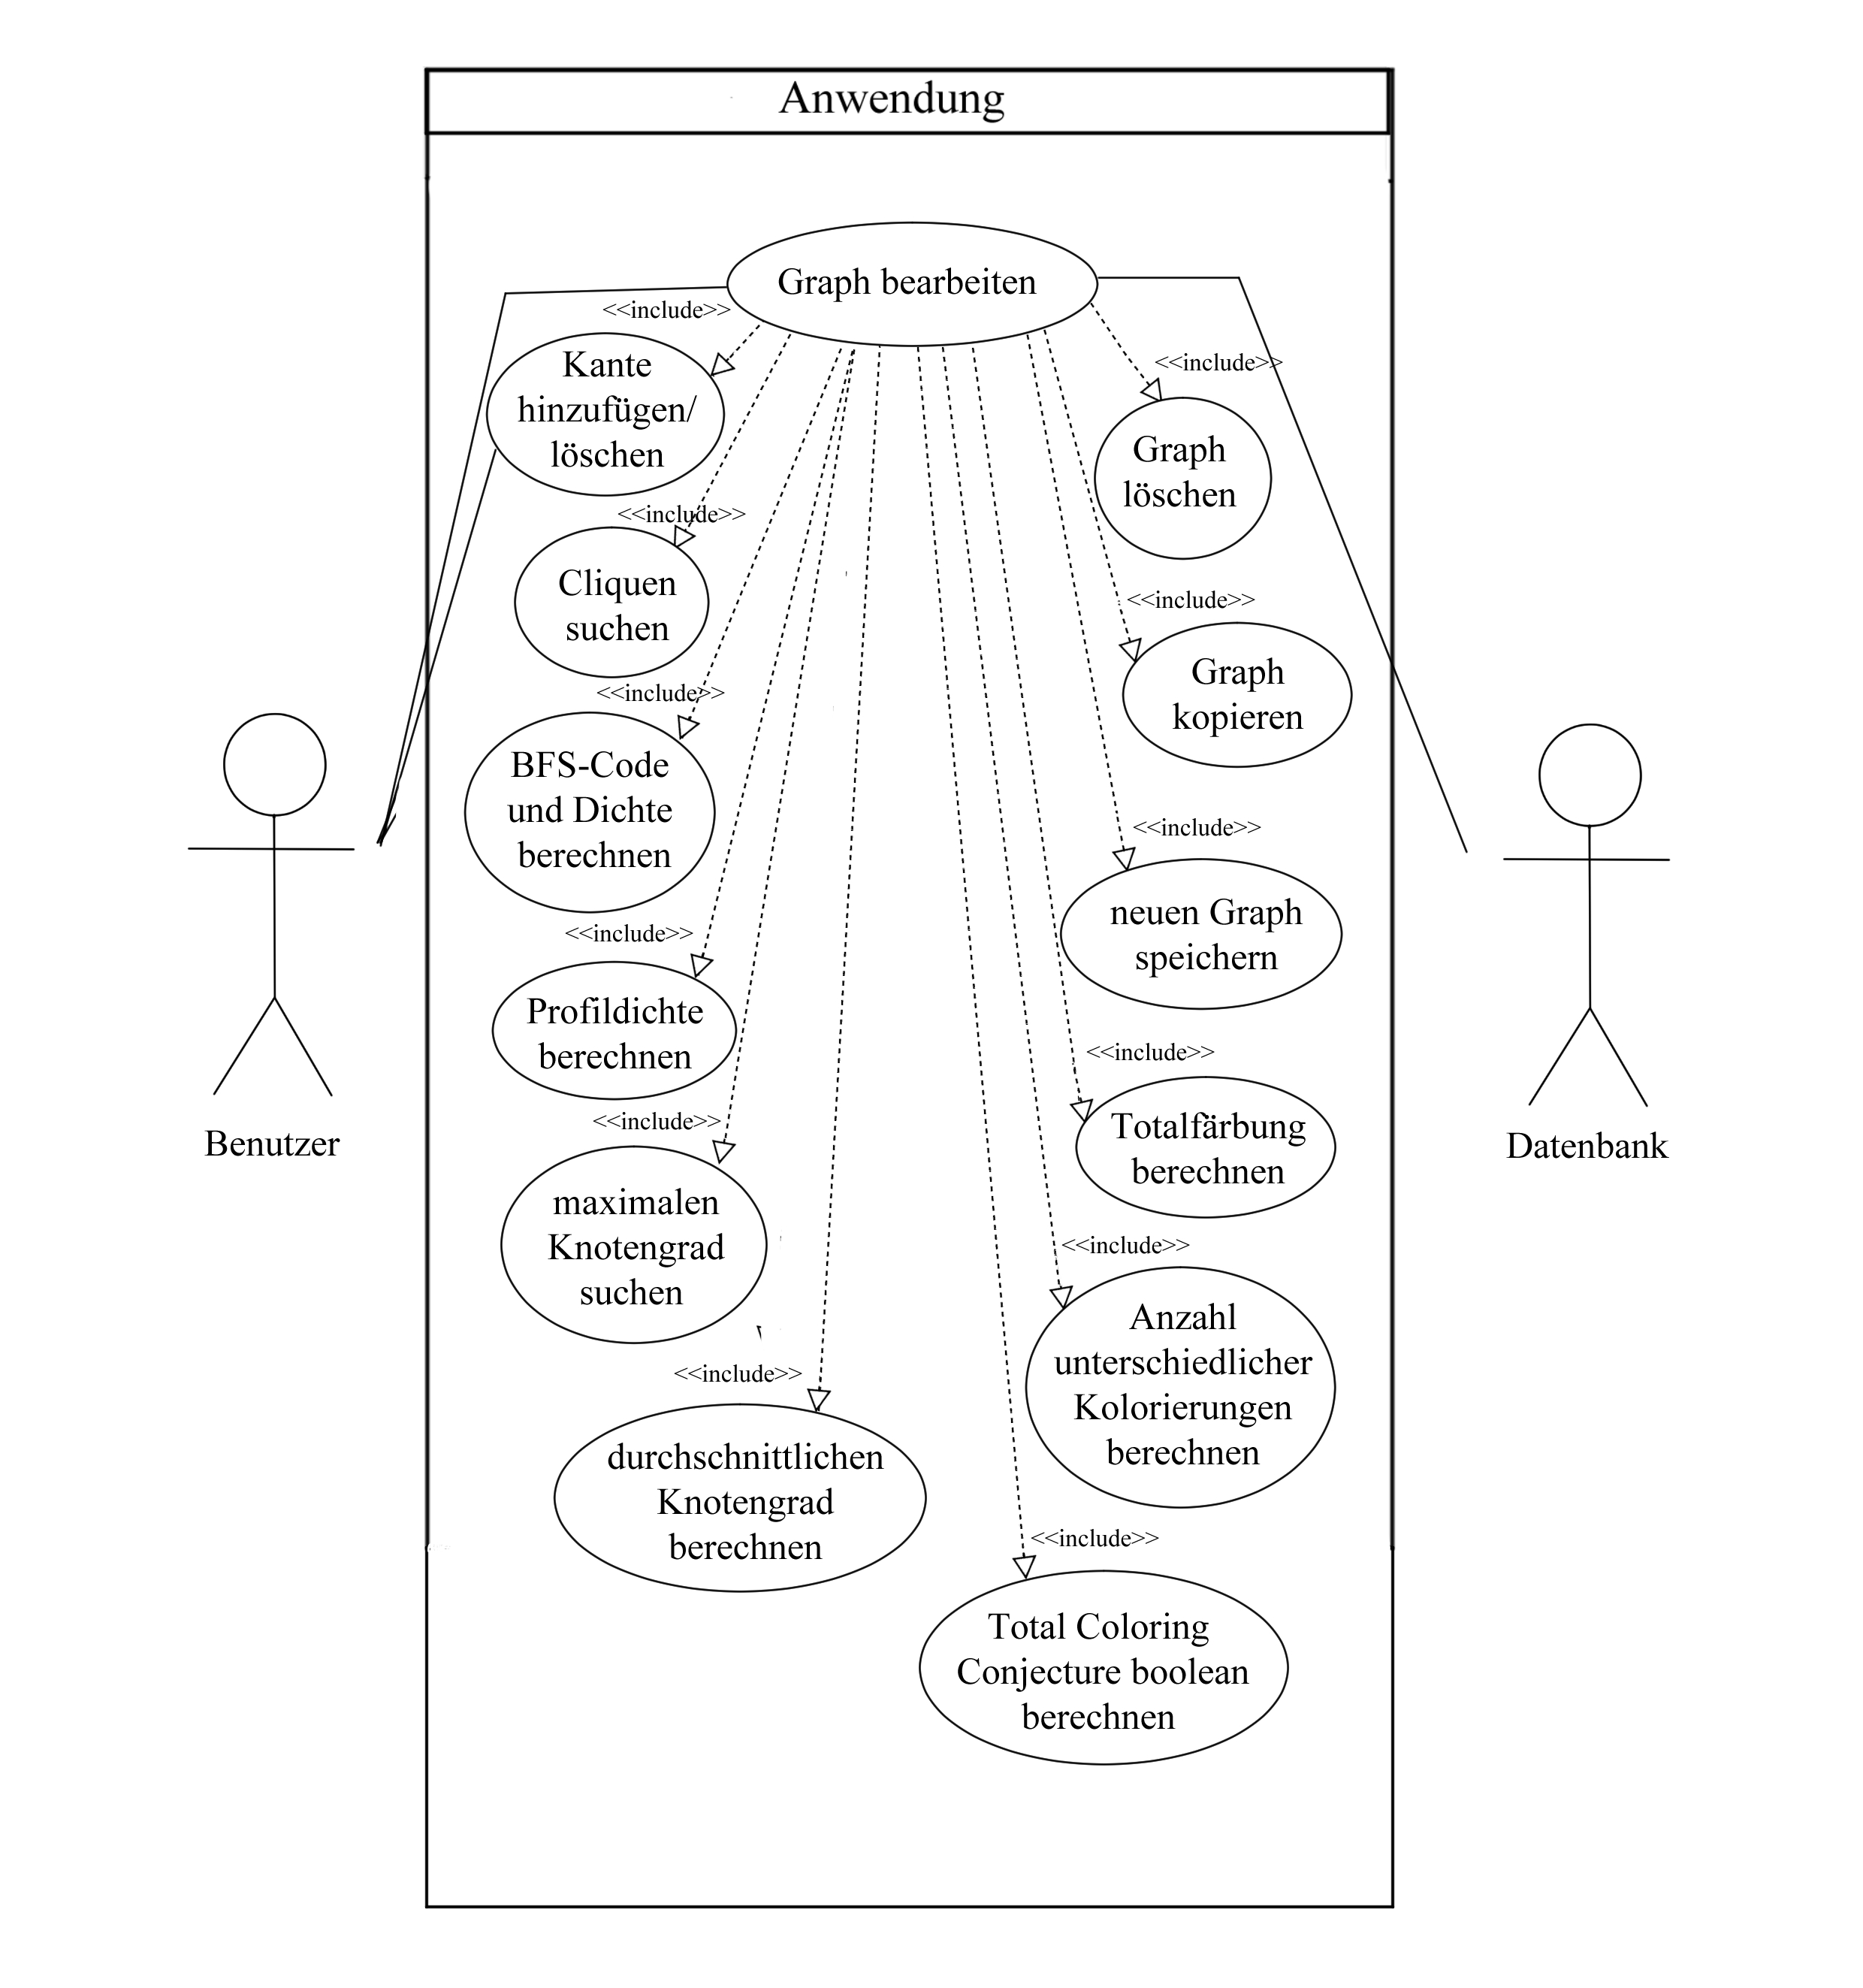 Anwendung
Graph bearbeiten
<<include>>
Kante
hinzufügen/
löschen
<<include>>
Cliquen
suchen
<<include>>
BFS-Code
und Dichte
berechnen
<<include>>
Profildichte
berechnen
<<include>>
maximalen
Knotengrad
suchen
<<include>>
durchschnittlichen
Knotengrad
berechnen
<<include>>
Graph
löschen
<<include>>
Graph
kopieren
<<include>>
neuen Graph
speichern
<<include>>
Totalfärbung
berechnen
<<include>>
Anzahl
unterschiedlicher
Kolorierungen
berechnen
<<include>>
Total Coloring
Conjecture boolean
berechnen
Benutzer
Datenbank